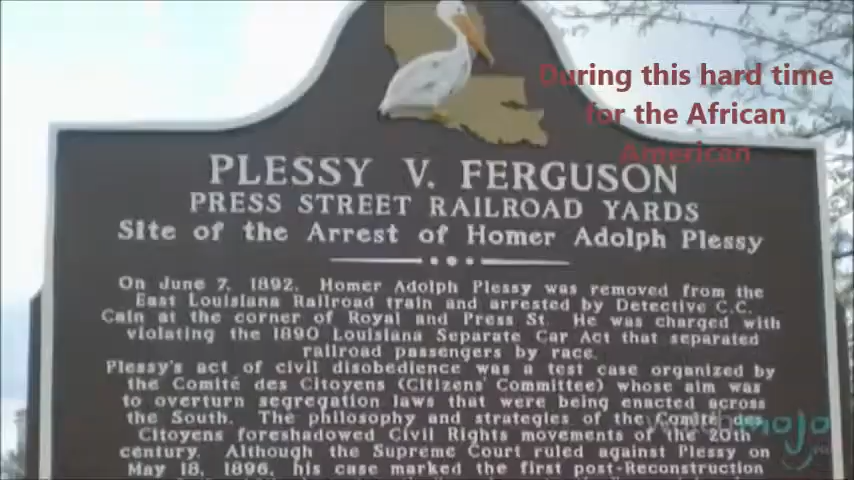 During this hard time
for the African
American
PLESSY V. FERGUSON
PRESS STREET RAILROAD YARDS
Site of the Arrest of Homer Adolph Plessy
On June 7, 1892, Homer Adolph Plessy was removed from the
East Louisiana Railroad train and arrested by Detective C.C.
Cain at the corner of Royal and Press St. He was charged with
violating the 1890 Louisiana Separate Car Act that separated
railroad passengers by race.
Plessy's act of civil disobedience was a test case organized by
the Comité des Citoyens (Citizens' Committee) whose aim was
to overturn segregation laws that were being enacted across
the South. The philosophy and strategies of the Comité des
Citoyens foreshadowed Civil Rights movements of the 20th
century. Although the Supreme Court ruled against Plessy on
May 18, 1896, his case marked the first post-Reconstruction
mojo